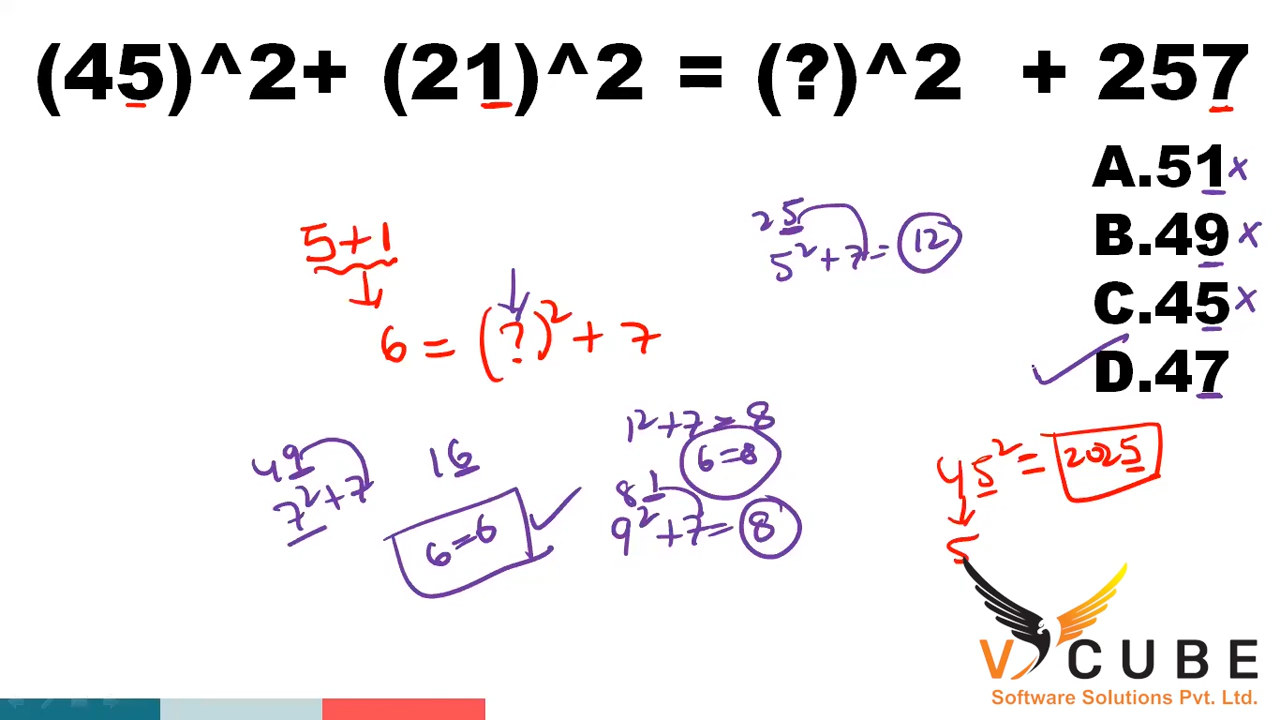 (45)^2+ (21)^2 = (?)^2 + 257
A.51 x
B.49 x
C.45 x
D.47
5+1
6 = (?)² + 7
25
5² + 7 = 12
49
7² + 7
16
6=6
1² + 7 = 8
6=8
81
9² + 7 = 8
45² = 2025
5
V CUBE
Software Solutions Pvt. Ltd.